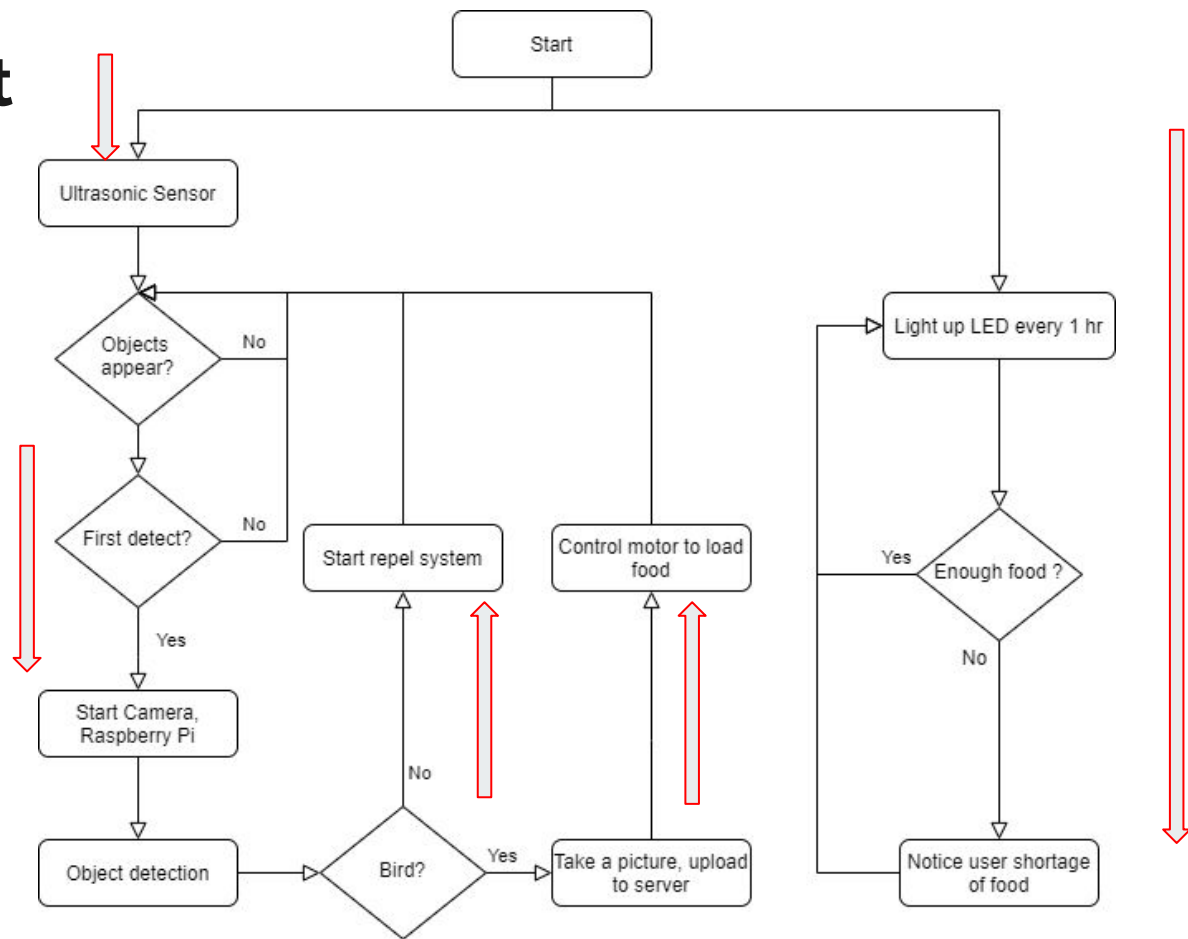 t
Start
Ultrasonic Sensor
Objects
appear?
No
First detect?
No
Yes
Start Camera,
Raspberry Pi
Object detection
Bird?
No
Start repel system
Yes
Take a picture, upload
to server
Control motor to load
food
Light up LED every 1 hr
Enough food ?
Yes
No
Notice user shortage
of food